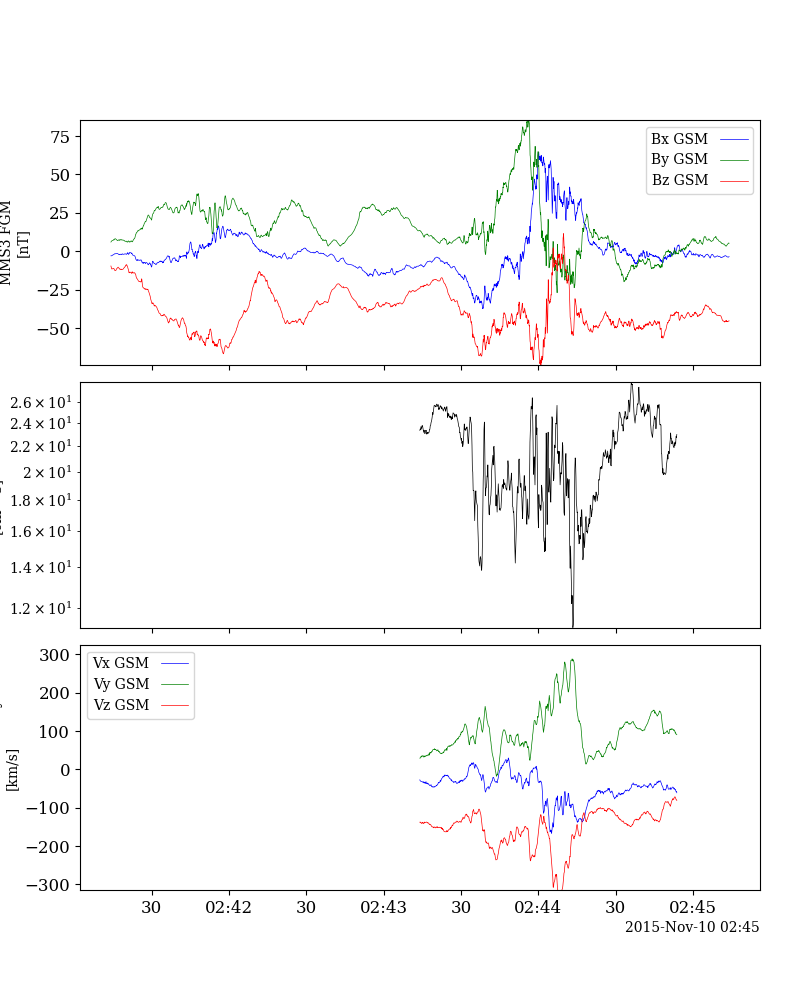 75
50
25
0
−25
−50
MMS3 FGM
[nT]
Bx GSM
By GSM
Bz GSM
2.6 × 10¹
2.4 × 10¹
2.2 × 10¹
2 × 10¹
1.8 × 10¹
1.6 × 10¹
1.4 × 10¹
1.2 × 10¹
300
200
100
0
−100
−200
−300
[km/s]
Vx GSM
Vy GSM
Vz GSM
30 02:42 30 02:43 30 02:44 30 02:45
2015-Nov-10 02:45